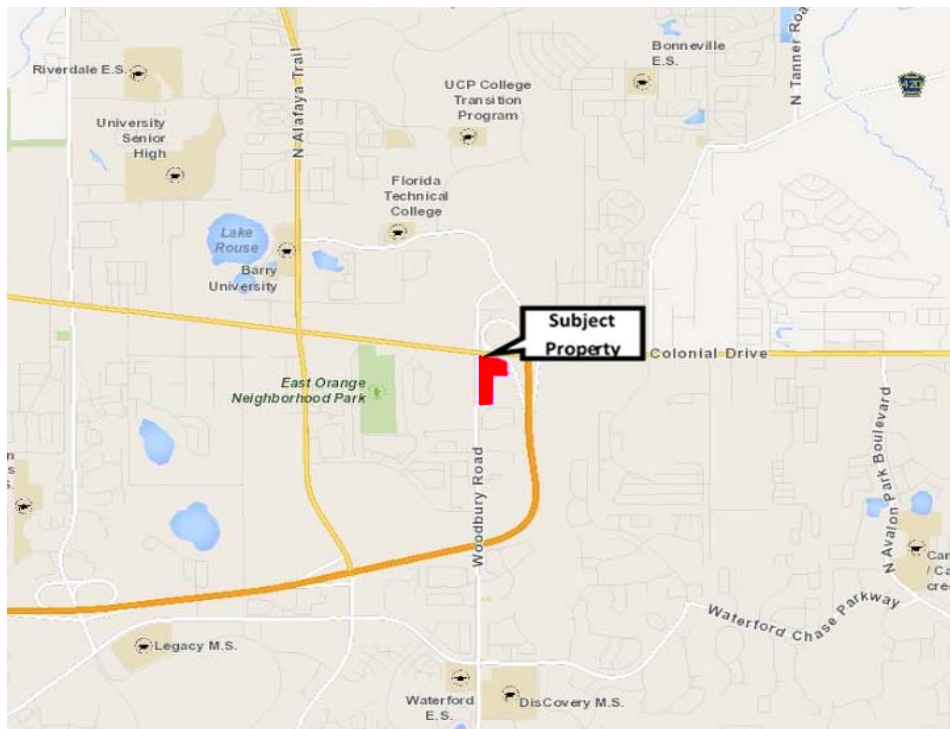 Riverdale E.S.
University
Senior
High
N Alafaya Trail
UCP College
Transition
Program
Bonneville
E.S.
N Tanner Road
420
Florida
Technical
College
Lake
Rouse
Barry
University
Subject
Property
Colonial Drive
East Orange
Neighborhood Park
Woodbury Road
N Avalon Park Boulevard
Waterford Chase Parkway
Legacy M.S.
Waterford
E.S.
DisCovery M.S.